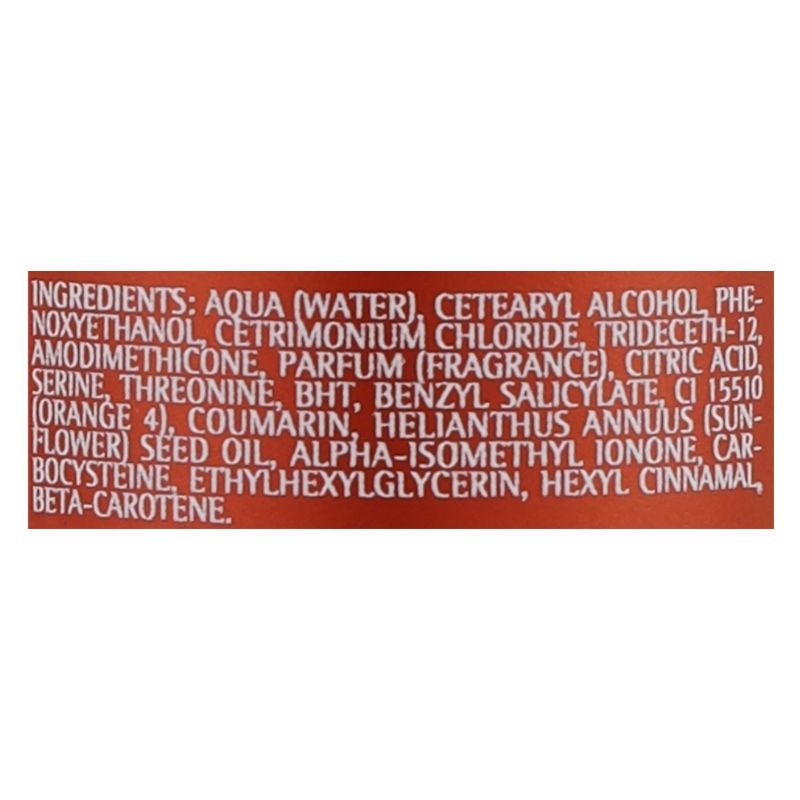 INGREDIENTS: AQUA (WATER), CETEARYL ALCOHOL, PHE-
NOXYETHANOL, CETRIMONIUM CHLORIDE, TRIDECETH-12,
AMODIMETHICONE, PARFUM (FRAGRANCE), CITRIC ACID,
SERINE, THREONINE, BHT, BENZYL SALICYLATE, CI 15510
(ORANGE 4), COUMARIN, HELIANTHUS ANNUUS (SUN-
FLOWER) SEED OIL, ALPHA-ISOMETHYL IONONE, CAR-
BOCYSTEINE, ETHYLHEXYLGLYCERIN, HEXYL CINNAMAL,
BETA-CAROTENE.